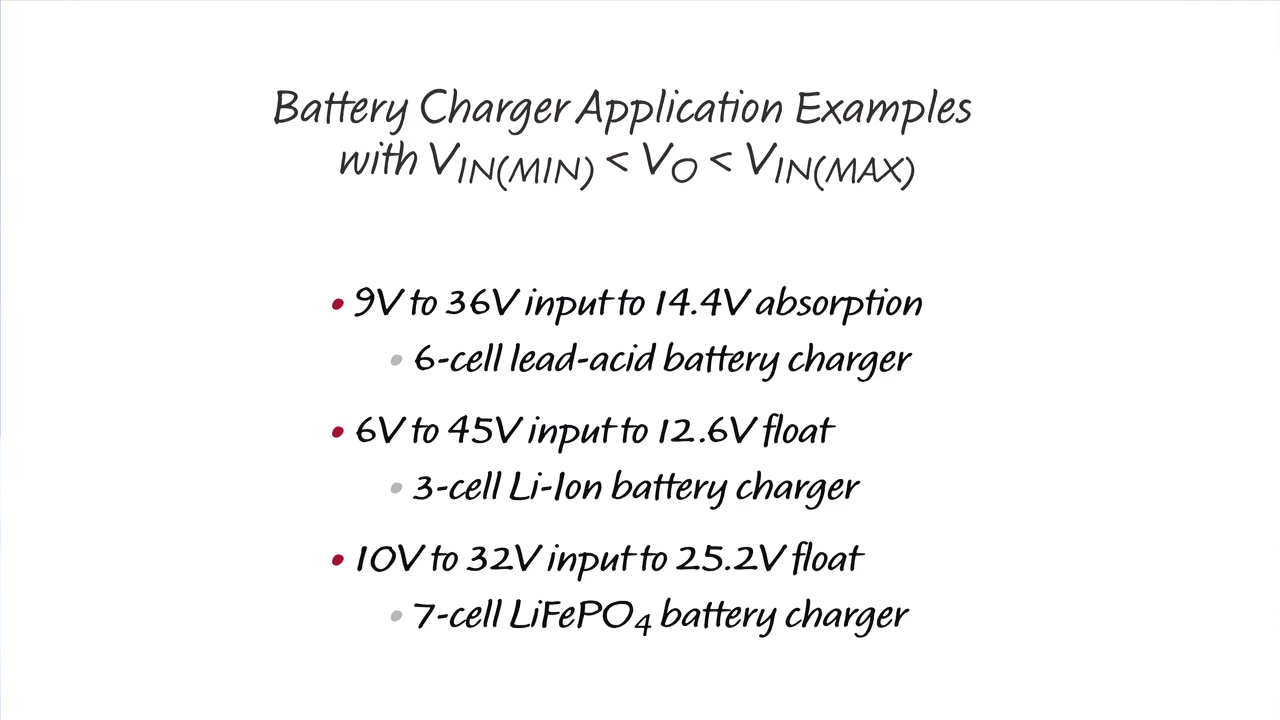 Battery Charger Application Examples
with VIN(MIN) < VO < VIN(MAX)
• 9V to 36V input to 14.4V absorption
• 6-cell lead-acid battery charger
• 6V to 45V input to 12.6V float
• 3-cell Li-Ion battery charger
• 10V to 32V input to 25.2V float
• 7-cell LiFePO4 battery charger